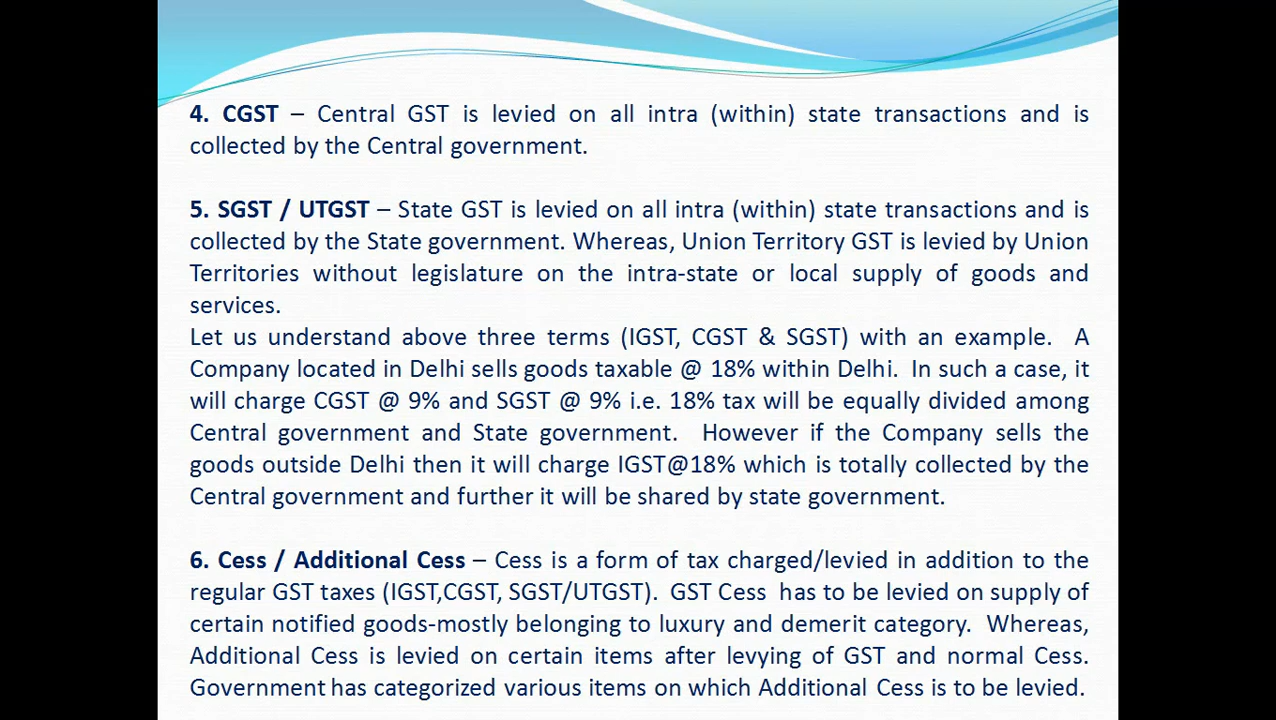 4. CGST – Central GST is levied on all intra (within) state transactions and is
collected by the Central government.
5. SGST / UTGST – State GST is levied on all intra (within) state transactions and is
collected by the State government. Whereas, Union Territory GST is levied by Union
Territories without legislature on the intra-state or local supply of goods and
services.
Let us understand above three terms (IGST, CGST & SGST) with an example. A
Company located in Delhi sells goods taxable @ 18% within Delhi. In such a case, it
will charge CGST @ 9% and SGST @ 9% i.e. 18% tax will be equally divided among
Central government and State government. However if the Company sells the
goods outside Delhi then it will charge IGST@18% which is totally collected by the
Central government and further it will be shared by state government.
6. Cess / Additional Cess – Cess is a form of tax charged/levied in addition to the
regular GST taxes (IGST,CGST, SGST/UTGST). GST Cess has to be levied on supply of
certain notified goods-mostly belonging to luxury and demerit category. Whereas,
Additional Cess is levied on certain items after levying of GST and normal Cess.
Government has categorized various items on which Additional Cess is to be levied.